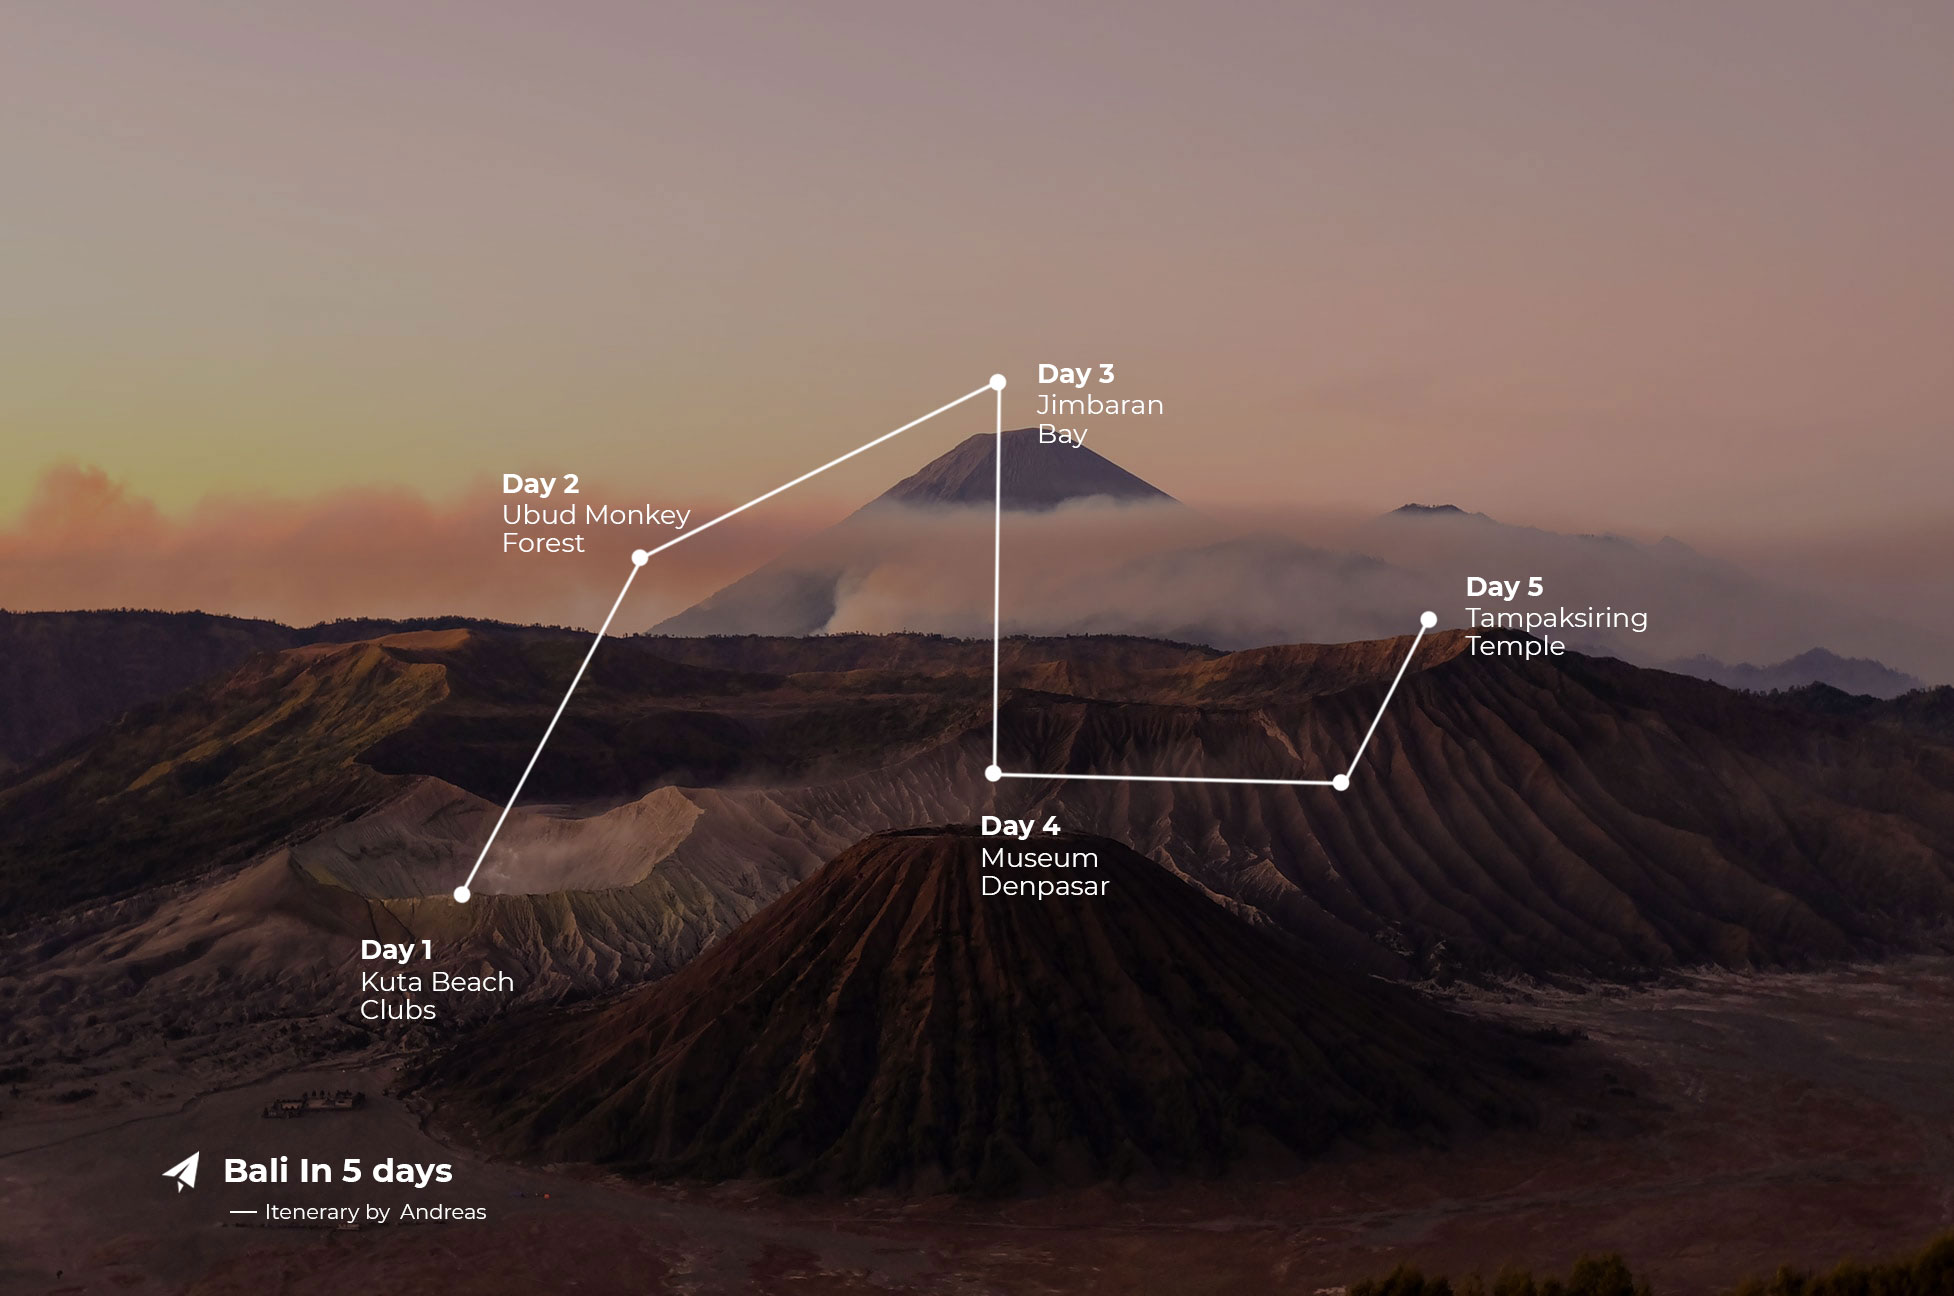 Day 3
Jimbaran
Bay
Day 2
Ubud Monkey
Forest
Day 5
Tampaksiring
Temple
Day 4
Museum
Denpasar
Day 1
Kuta Beach
Clubs
Bali In 5 days
— Itenerary by Andreas